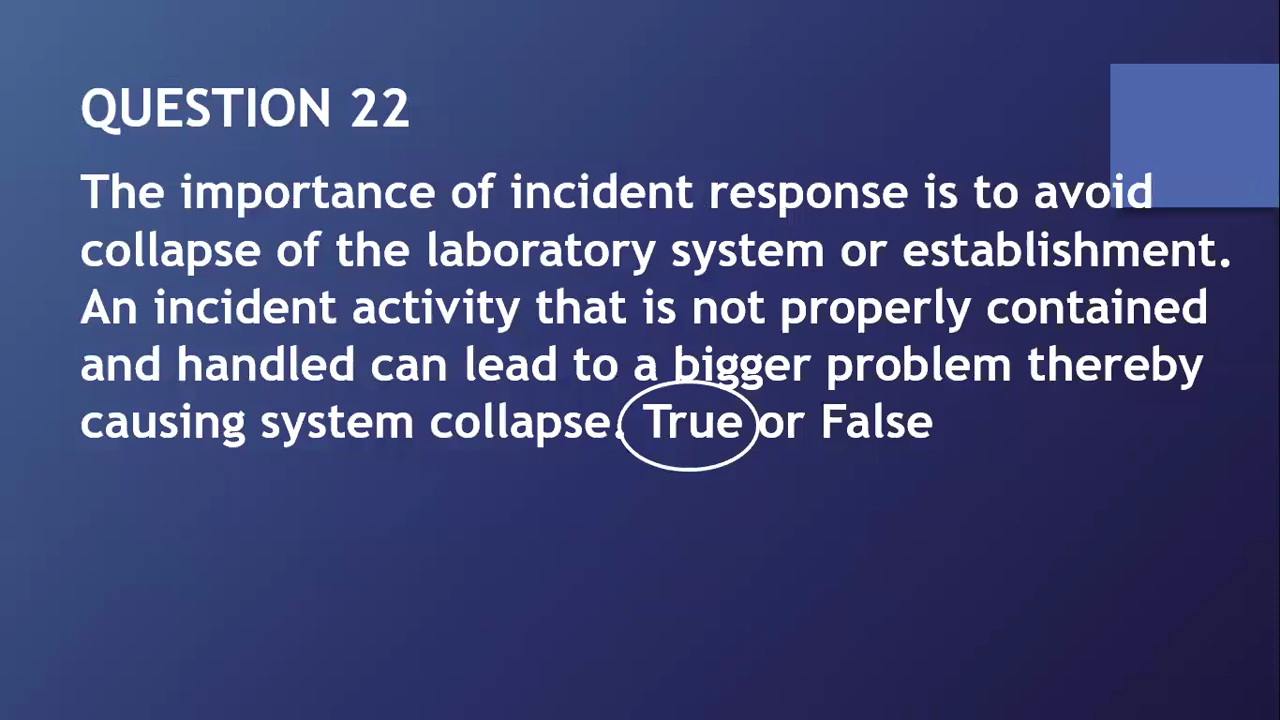 QUESTION 22
The importance of incident response is to avoid
collapse of the laboratory system or establishment.
An incident activity that is not properly contained
and handled can lead to a bigger problem thereby
causing system collapse. True or False